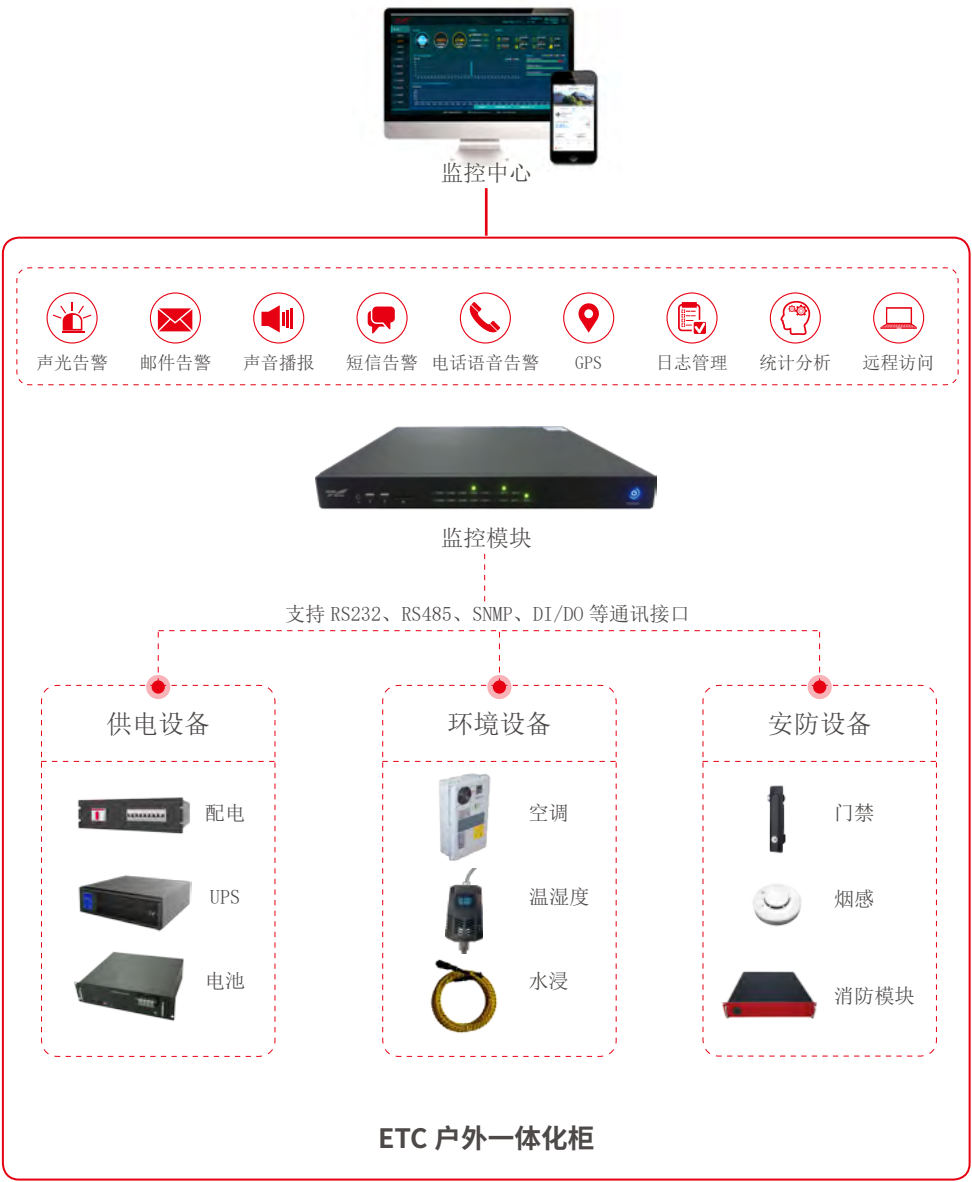 监控中心
声光告警
邮件告警
声音播报
短信告警
电话语音告警
GPS
日志管理
统计分析
远程访问
监控模块
支持 RS232、RS485、SNMP、DI/DO 等通讯接口
供电设备
配电
UPS
电池
环境设备
空调
温湿度
水浸
安防设备
门禁
烟感
消防模块
ETC 户外一体化柜